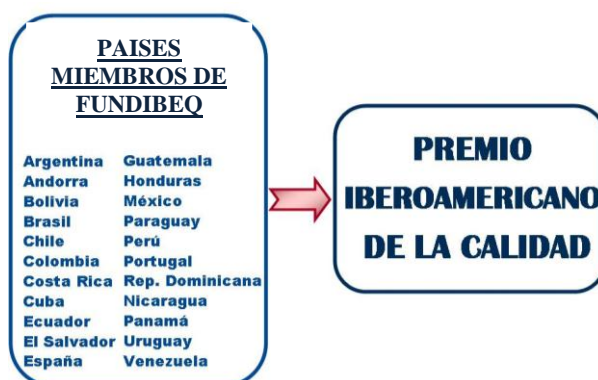 PAISES
MIEMBROS DE
FUNDIBEQ
Argentina Guatemala
Andorra Honduras
Bolivia México
Brasil Paraguay
Chile Perú
Colombia Portugal
Costa Rica Rep. Dominicana
Cuba Nicaragua
Ecuador Panamá
El Salvador Uruguay
España Venezuela
PREMIO
IBEROAMERICANO
DE LA CALIDAD